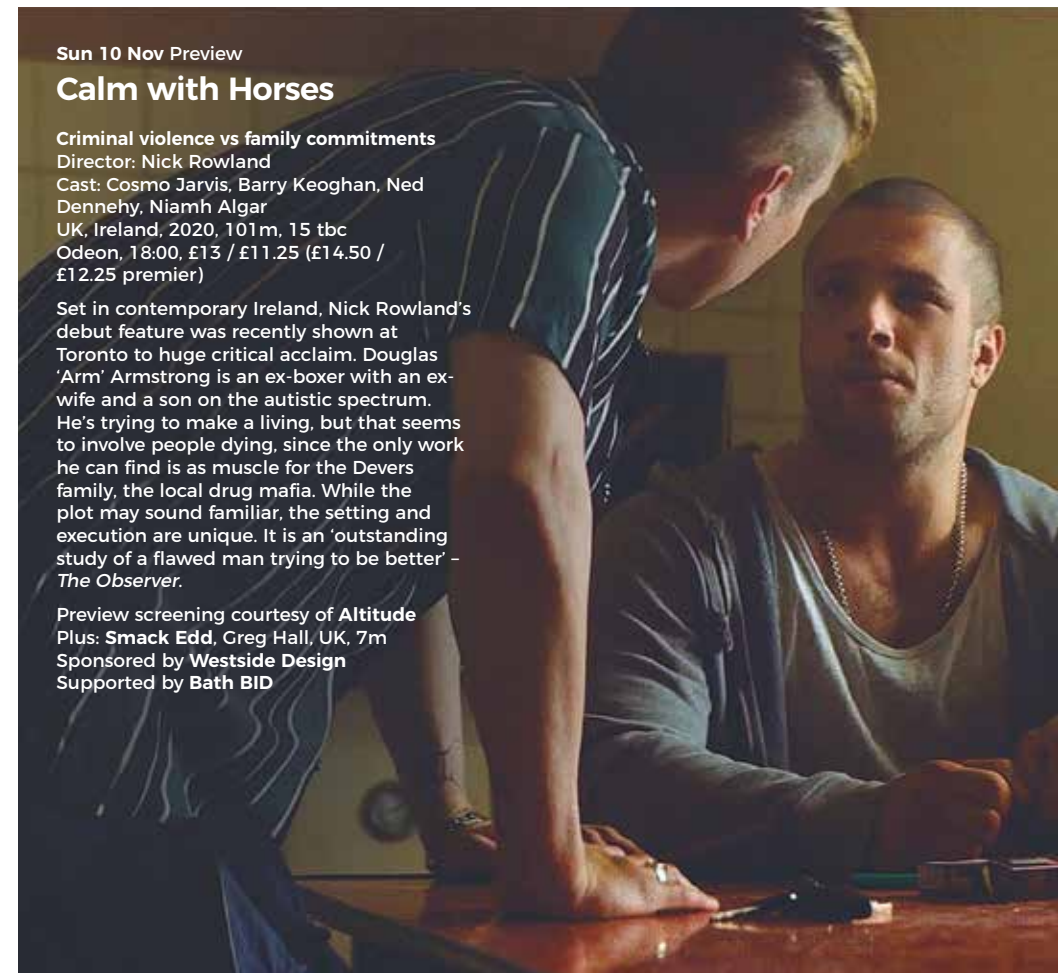 Sun 10 Nov Preview
Calm with Horses
Criminal violence vs family commitments
Director: Nick Rowland
Cast: Cosmo Jarvis, Barry Keoghan, Ned
Dennehy, Niamh Algar
UK, Ireland, 2020, 101m, 15 tbc
Odeon, 18:00, £13 / £11.25 (£14.50 /
£12.25 premier)
Set in contemporary Ireland, Nick Rowland’s
debut feature was recently shown at
Toronto to huge critical acclaim. Douglas
‘Arm’ Armstrong is an ex-boxer with an ex-
wife and a son on the autistic spectrum.
He’s trying to make a living, but that seems
to involve people dying, since the only work
he can find is as muscle for the Devers
family, the local drug mafia. While the
plot may sound familiar, the setting and
execution are unique. It is an ‘outstanding
study of a flawed man trying to be better’ –
The Observer.
Preview screening courtesy of Altitude
Plus: Smack Edd, Greg Hall, UK, 7m
Sponsored by Westside Design
Supported by Bath BID